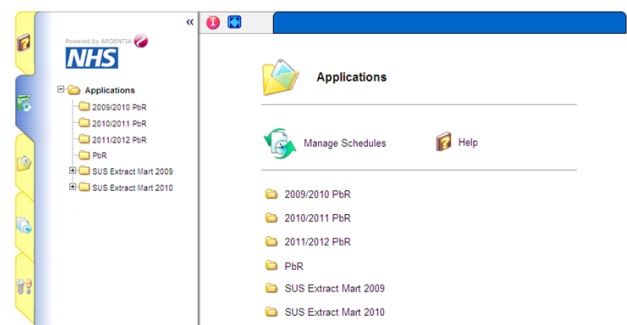 «
Powered by ARDENTIA
NHS
Applications
2009/2010 PbR
2010/2011 PbR
2011/2012 PbR
PbR
SUS Extract Mart 2009
SUS Extract Mart 2010
Applications
Manage Schedules
Help
2009/2010 PbR
2010/2011 PbR
2011/2012 PbR
PbR
SUS Extract Mart 2009
SUS Extract Mart 2010